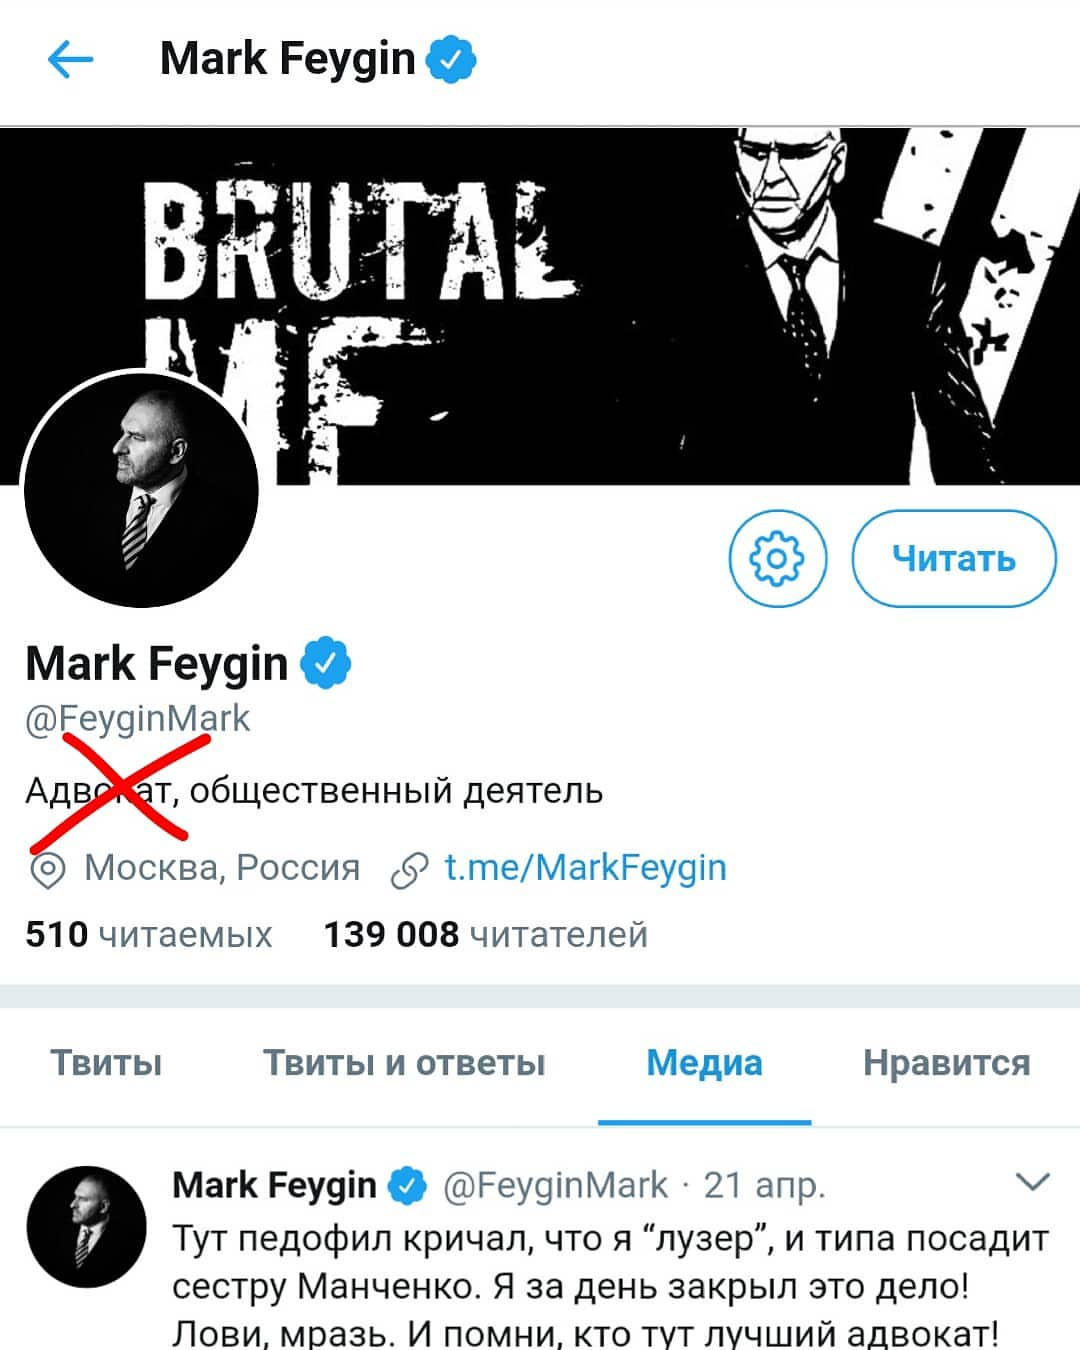 Mark Feygin
BRUTAL
MF
Mark Feygin
@FeyginMark
Адвокат, общественный деятель
Москва, Россия t.me/MarkFeygin
510 читаемых 139 008 читателей
Читать
Твиты Твиты и ответы Медиа Нравится
Mark Feygin @FeyginMark · 21 апр.
Тут педофил кричал, что я “лузер”, и типа посадит
сестру Манченко. Я за день закрыл это дело!
Лови, мразь. И помни, кто тут лучший адвокат!